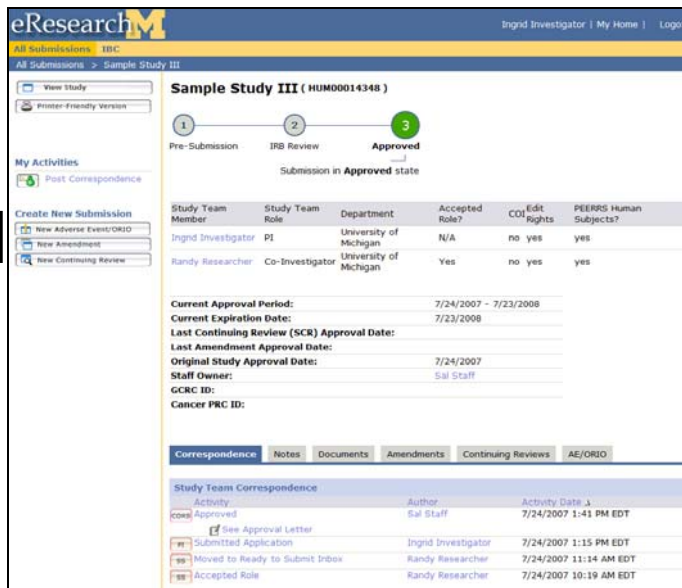 eResearch M
Ingrid Investigator | My Home | Logo
All Submissions IBC
All Submissions > Sample Study III
View Study
Printer-Friendly Version
My Activities
Post Correspondence
Create New Submission
New Adverse Event/ORIO
New Amendment
New Continuing Review
Sample Study III ( HUM00014348 )
1 2 3
Pre-Submission IRB Review Approved
Submission in Approved state
Study Team Member Study Team Role Department Accepted Role? COI Edit Rights PEERRS Human Subjects?
Ingrid Investigator PI University of Michigan N/A no yes yes
Randy Researcher Co-Investigator University of Michigan Yes no yes yes
Current Approval Period: 7/24/2007 - 7/23/2008
Current Expiration Date: 7/23/2008
Last Continuing Review (SCR) Approval Date:
Last Amendment Approval Date:
Original Study Approval Date: 7/24/2007
Staff Owner: Sal Staff
GCRC ID:
Cancer PRC ID:
Correspondence Notes Documents Amendments Continuing Reviews AE/ORIO
Study Team Correspondence
Activity Author Activity Date
CORR Approved Sal Staff 7/24/2007 1:41 PM EDT
See Approval Letter
PI Submitted Application Ingrid Investigator 7/24/2007 1:15 PM EDT
SS Moved to Ready to Submit Inbox Randy Researcher 7/24/2007 11:14 AM EDT
SS Accepted Role Randy Researcher 7/24/2007 10:19 AM EDT